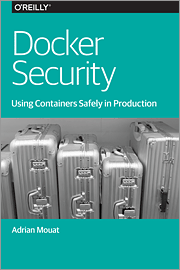 O'REILLY®
Docker
Security
Using Containers Safely in Production
Adrian Mouat